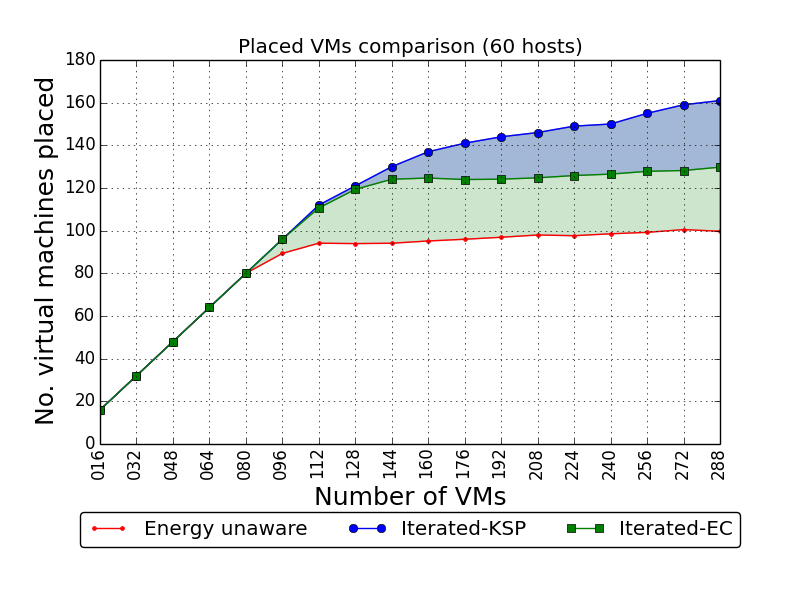 Placed VMs comparison (60 hosts)
No. virtual machines placed
180
160
140
120
100
80
60
40
20
0
016 032 048 064 080 096 112 128 144 160 176 192 208 224 240 256 272 288
Number of VMs
Energy unaware Iterated-KSP Iterated-EC